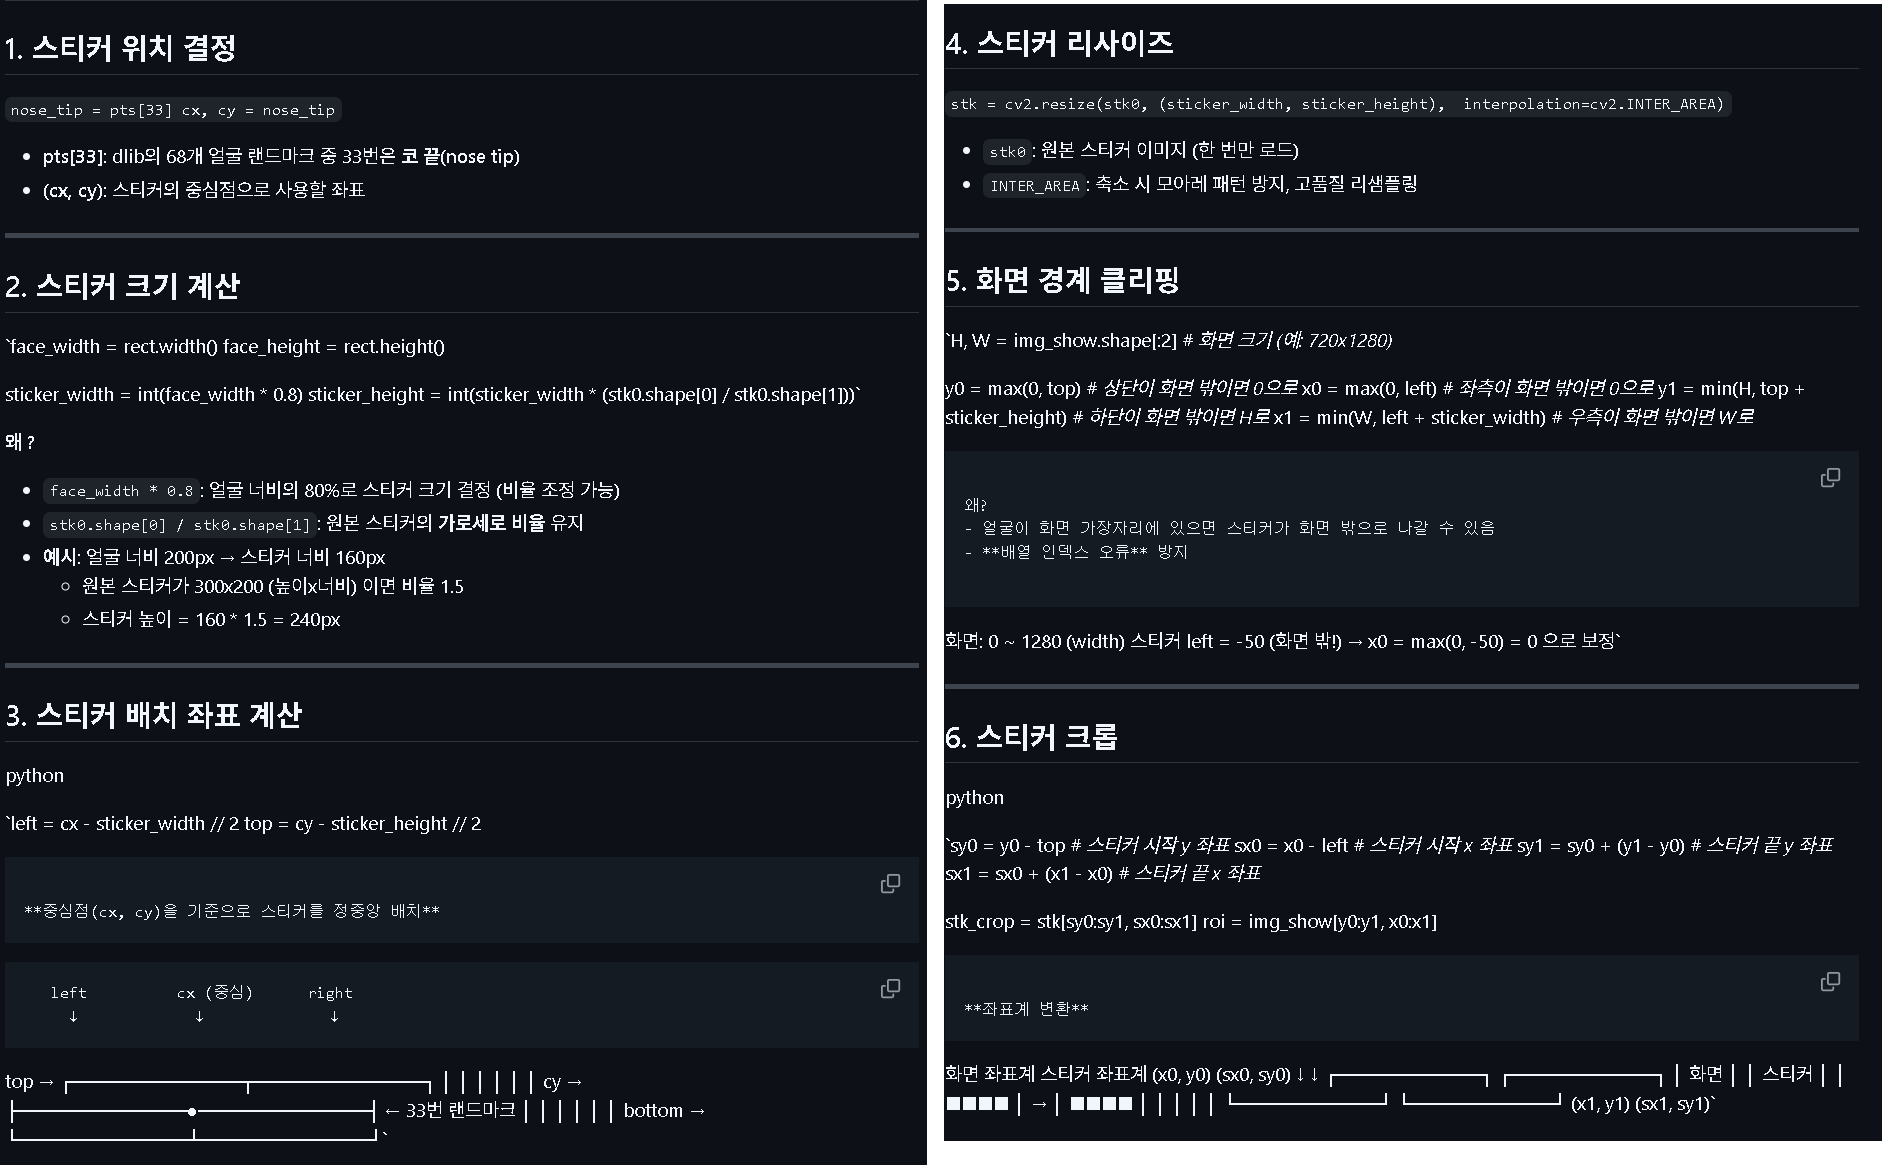 1. 스티커 위치 결정
nose_tip = pts[33] cx, cy = nose_tip
• pts[33]: dlib의 68개 얼굴 랜드마크 중 33번은 코 끝(nose tip)
• (cx, cy): 스티커의 중심점으로 사용할 좌표
2. 스티커 크기 계산
`face_width = rect.width() face_height = rect.height()
sticker_width = int(face_width * 0.8) sticker_height = int(sticker_width * (stk0.shape[0] / stk0.shape[1]))`
왜 ?
• face_width * 0.8: 얼굴 너비의 80%로 스티커 크기 결정 (비율 조정 가능)
• stk0.shape[0] / stk0.shape[1]: 원본 스티커의 가로세로 비율 유지
• 예시: 얼굴 너비 200px → 스티커 너비 160px
◦ 원본 스티커가 300x200 (높이x너비) 이면 비율 1.5
◦ 스티커 높이 = 160 * 1.5 = 240px
3. 스티커 배치 좌표 계산
python
`left = cx - sticker_width // 2 top = cy - sticker_height // 2
**중심점(cx, cy)을 기준으로 스티커를 정중앙 배치**
left cx (중심) right
↓ ↓ ↓
top → ┌─────────┬─────────┐ │ │ │ │ │ │ cy →
├─────────●─────────┤ ← 33번 랜드마크 │ │ │ │ │ │ bottom →
└─────────┴─────────┘`
4. 스티커 리사이즈
stk = cv2.resize(stk0, (sticker_width, sticker_height),  interpolation=cv2.INTER_AREA)
• stk0: 원본 스티커 이미지 (한 번만 로드)
• INTER_AREA: 축소 시 모아레 패턴 방지, 고품질 리샘플링
5. 화면 경계 클리핑
`H, W = img_show.shape[:2] # 화면 크기 (예: 720x1280)
y0 = max(0, top) # 상단이 화면 밖이면 0으로 x0 = max(0, left) # 좌측이 화면 밖이면 0으로 y1 = min(H, top +
sticker_height) # 하단이 화면 밖이면 H로 x1 = min(W, left + sticker_width) # 우측이 화면 밖이면 W로
왜?
- 얼굴이 화면 가장자리에 있으면 스티커가 화면 밖으로 나갈 수 있음
- **배열 인덱스 오류** 방지
화면: 0 ~ 1280 (width) 스티커 left = -50 (화면 밖!) → x0 = max(0, -50) = 0 으로 보정`
6. 스티커 크롭
python
`sy0 = y0 - top # 스티커 시작 y 좌표 sx0 = x0 - left # 스티커 시작 x 좌표 sy1 = sy0 + (y1 - y0) # 스티커 끝 y 좌표
sx1 = sx0 + (x1 - x0) # 스티커 끝 x 좌표
stk_crop = stk[sy0:sy1, sx0:sx1] roi = img_show[y0:y1, x0:x1]
**좌표계 변환**
화면 좌표계 스티커 좌표계 (x0, y0) (sx0, sy0) ↓ ↓ ┌────────┐ ┌────────┐ │ 화면 │ │ 스티커 │ │
■■■■ │ → │ ■■■■ │ │ │ │ │ └────────┘ └────────┘ (x1, y1) (sx1, sy1)`